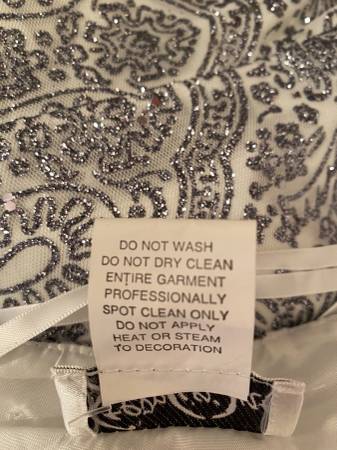 DO NOT WASH
DO NOT DRY CLEAN
ENTIRE GARMENT
PROFESSIONALLY
SPOT CLEAN ONLY
DO NOT APPLY
HEAT OR STEAM
TO DECORATION